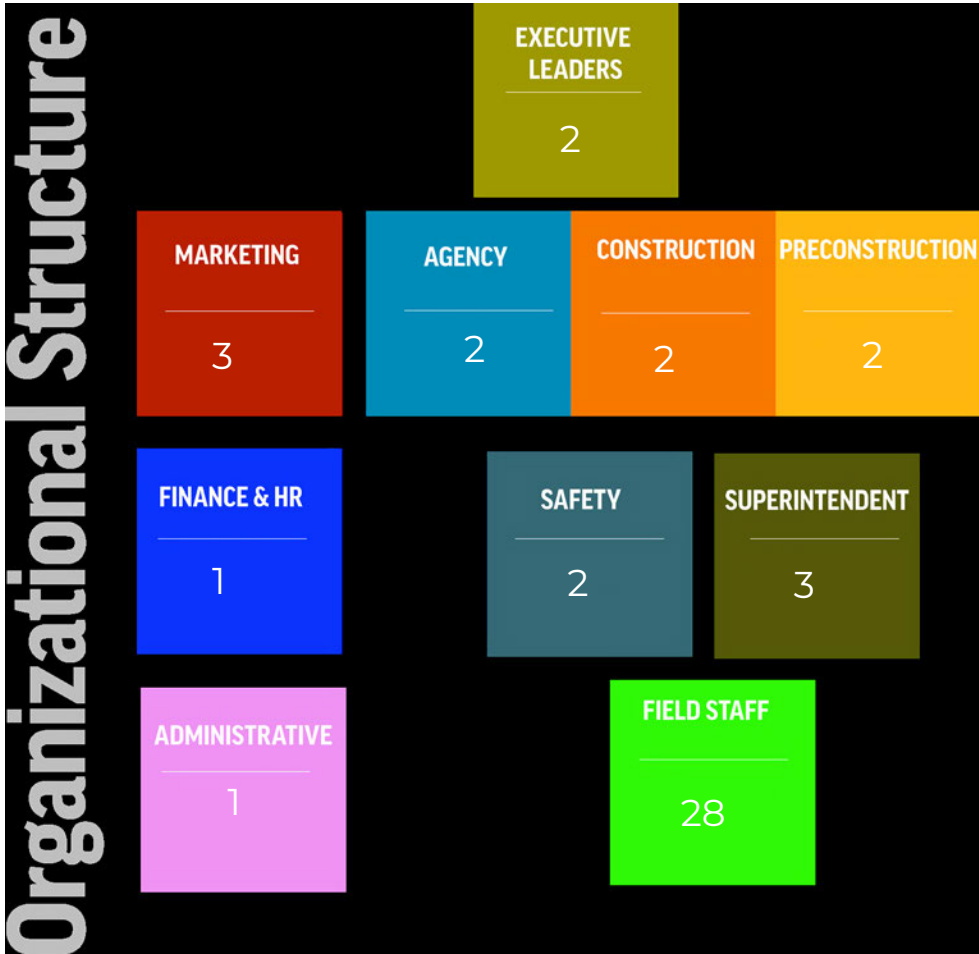 Organizational Structure
EXECUTIVE
LEADERS
2
MARKETING
3
AGENCY
2
CONSTRUCTION
2
PRECONSTRUCTION
2
FINANCE & HR
1
SAFETY
2
SUPERINTENDENT
3
ADMINISTRATIVE
1
FIELD STAFF
28